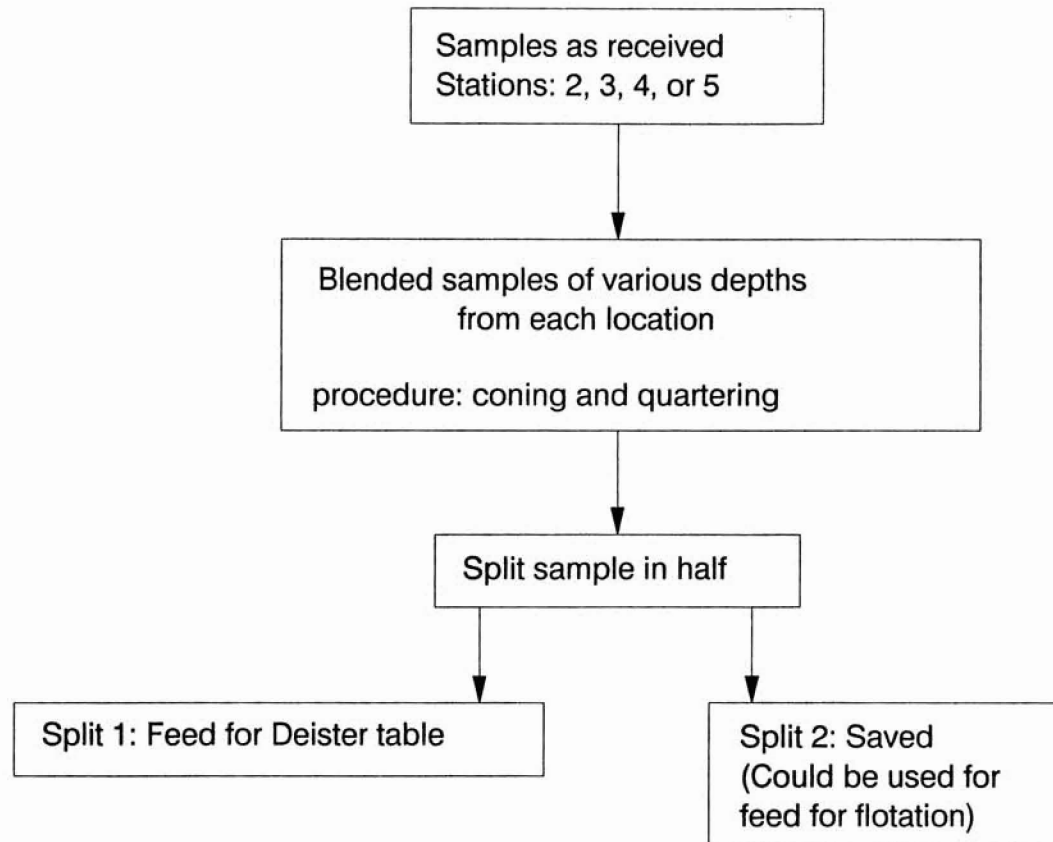 Samples as received
Stations: 2, 3, 4, or 5
Blended samples of various depths
from each location
procedure: coning and quartering
Split sample in half
Split 1: Feed for Deister table
Split 2: Saved
(Could be used for
feed for flotation)